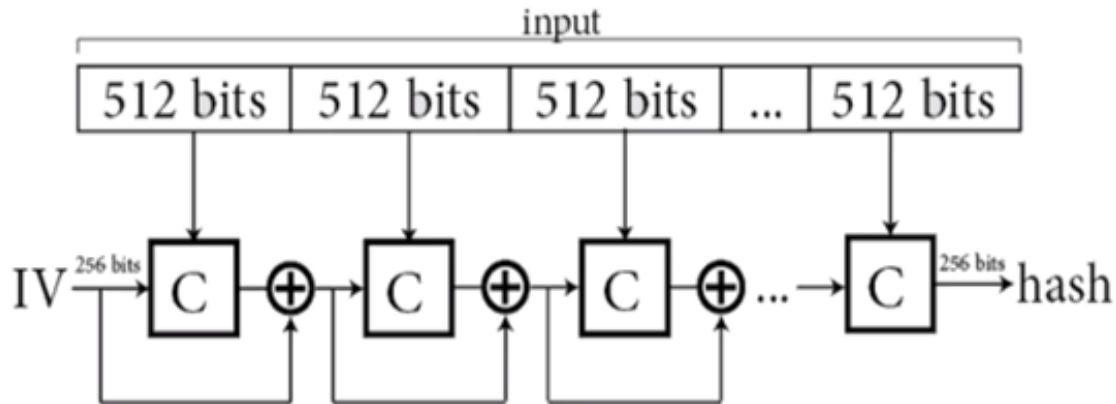 input
512 bits 512 bits 512 bits ... 512 bits
IV 256 bits C C C ... C 256 bits hash